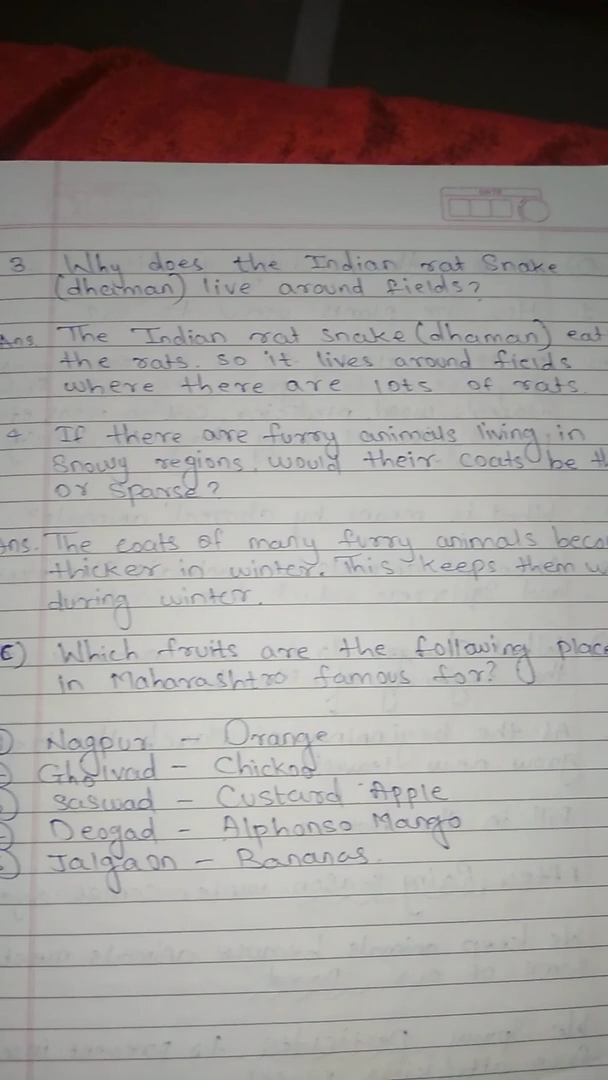 3 Why does the Indian rat Snake
(dhaman) live around fields?
Ans The Indian rat snake (dhaman) eat
the rats. so it lives around fields
where there are lots of rats.
4. If there are furry animals living in
Snowy regions would their coats be th
or sparse?
Ans. The coats of many furry animals beco
thicker in winter. This keeps them w
during winter.
C) Which fruits are the following place
in Maharashtra famous for?
Nagpur - Orange
Gholvad - Chickoo
Saswad - Custard Apple
Deogad - Alphonso Mango
Jalgaon - Bananas.